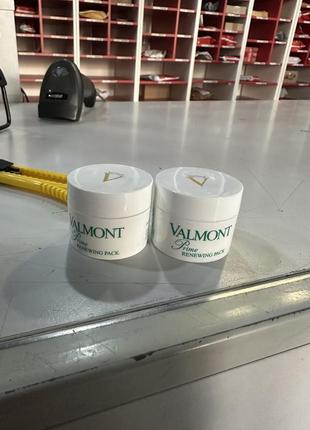 VALMONT
Prime
RENEWING PACK
VALMONT
Prime
RENEWING PACK